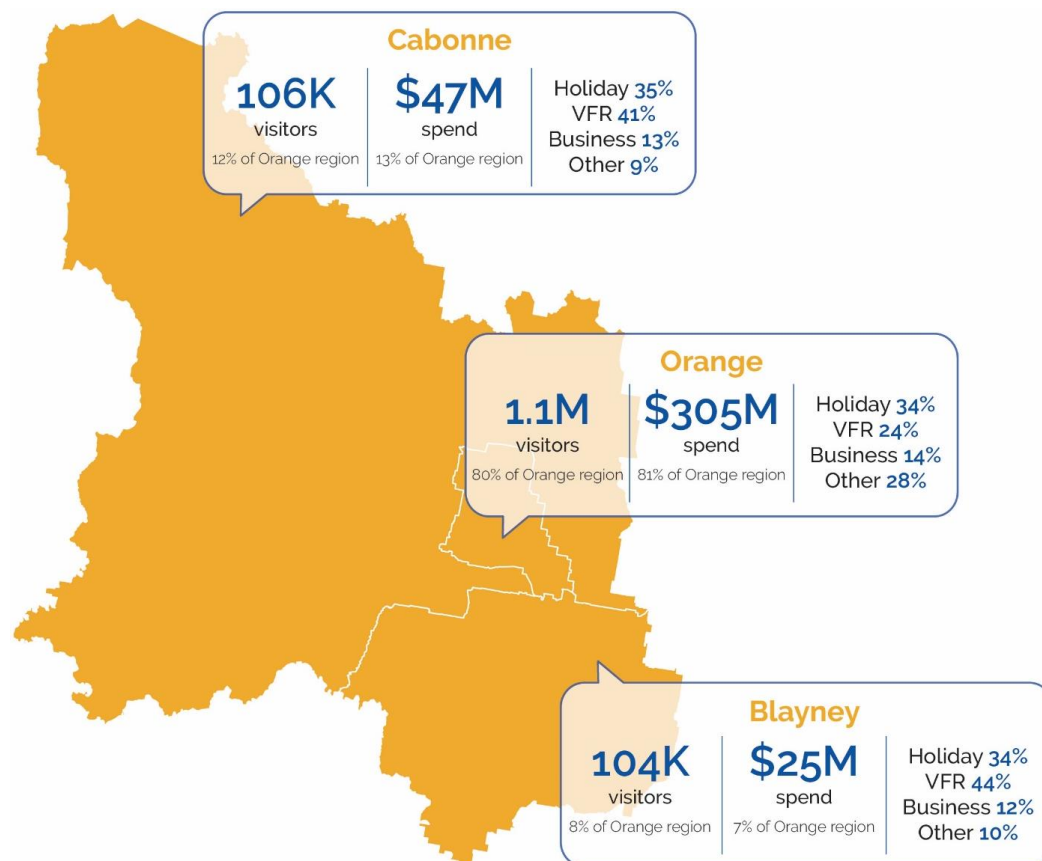 Cabonne
106K
visitors
12% of Orange region
$47M
spend
13% of Orange region
Holiday 35%
VFR 41%
Business 13%
Other 9%
Orange
1.1M
visitors
80% of Orange region
$305M
spend
81% of Orange region
Holiday 34%
VFR 24%
Business 14%
Other 28%
Blayney
104K
visitors
8% of Orange region
$25M
spend
7% of Orange region
Holiday 34%
VFR 44%
Business 12%
Other 10%